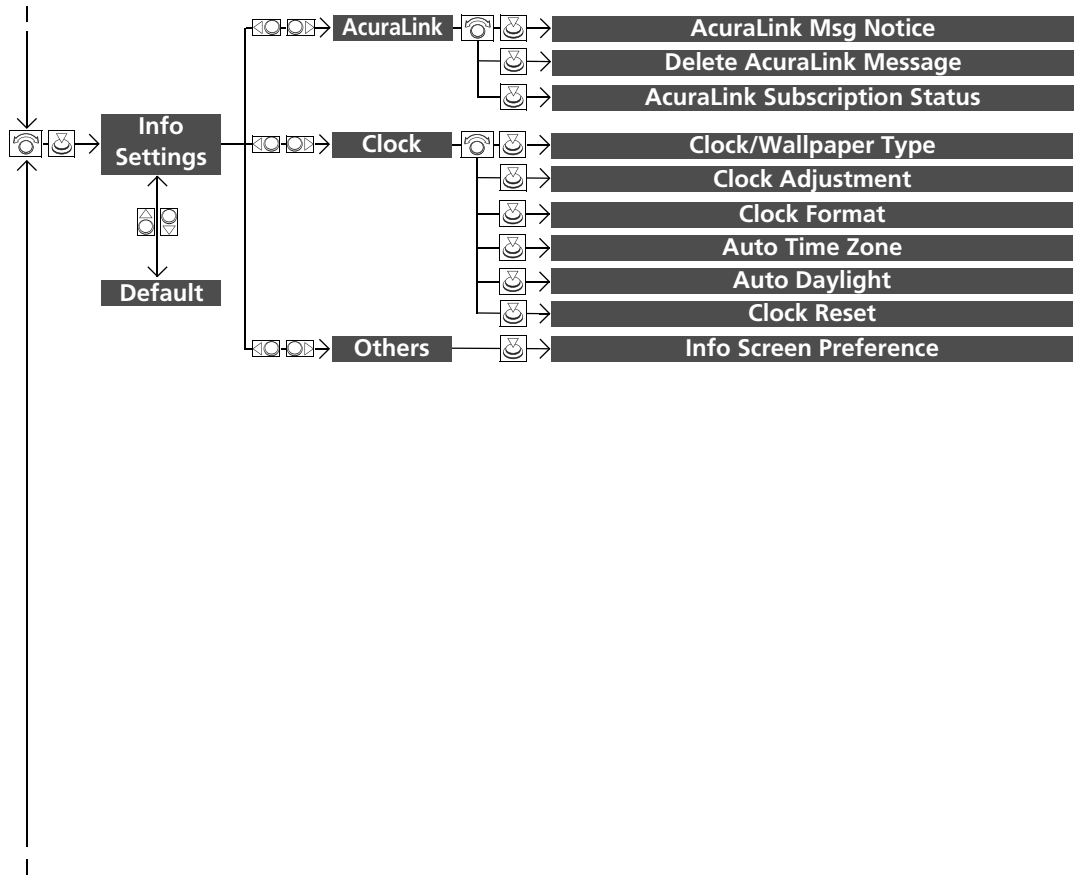 AcuraLink
AcuraLink Msg Notice
Delete AcuraLink Message
AcuraLink Subscription Status
Info
Settings
Clock
Clock/Wallpaper Type
Clock Adjustment
Clock Format
Auto Time Zone
Auto Daylight
Default
Clock Reset
Others
Info Screen Preference